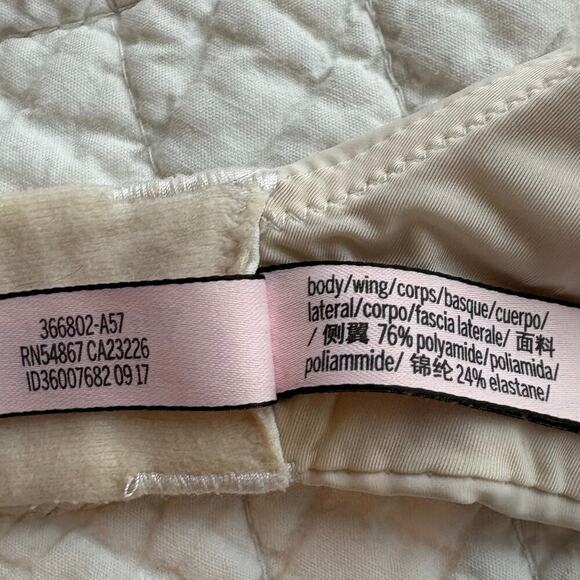 366802-A57
RN54867 CA23226
ID36007682 09 17
body/wing/corps/basque/cuerpo/
lateral/corpo/fascia laterale/ 面料
/ 侧翼 76% polyamide/poliamida/
poliammide/ 锦纶 24% elastane/